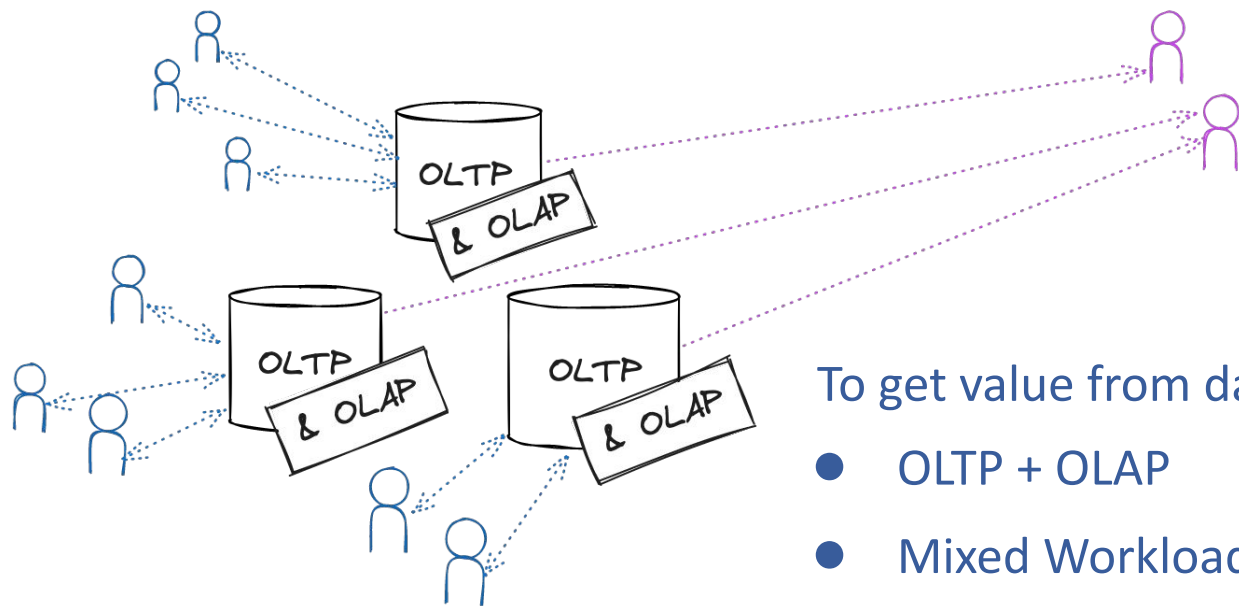 OLTP
& OLAP
OLTP
& OLAP
OLTP
& OLAP
To get value from
OLTP + OLAP
Mixed